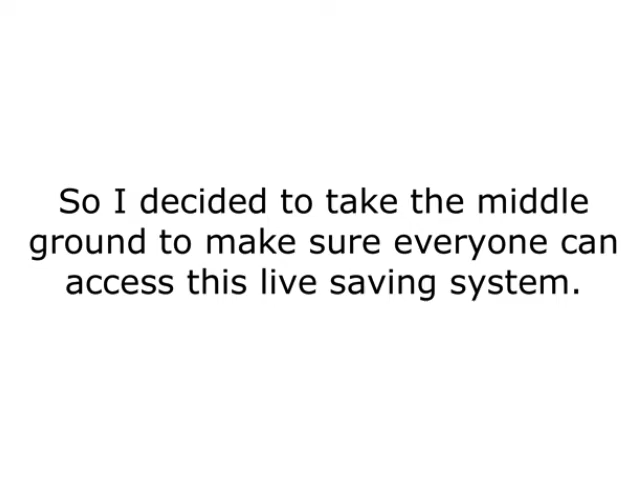 So I decided to take the middle
ground to make sure everyone can
access this live saving system.